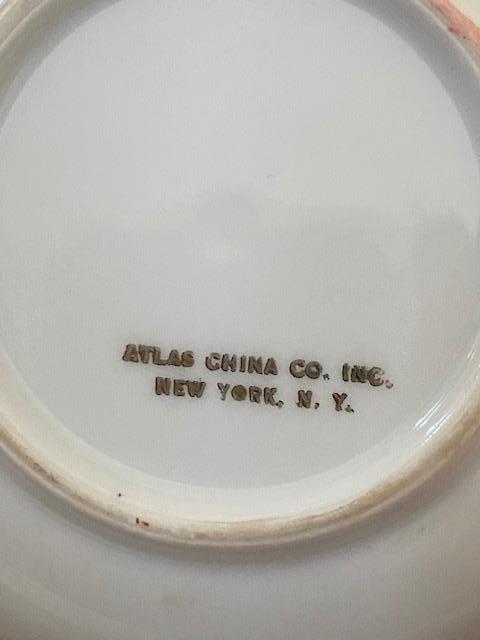 ATLAS CHINA CO. INC.
NEW YORK, N. Y.